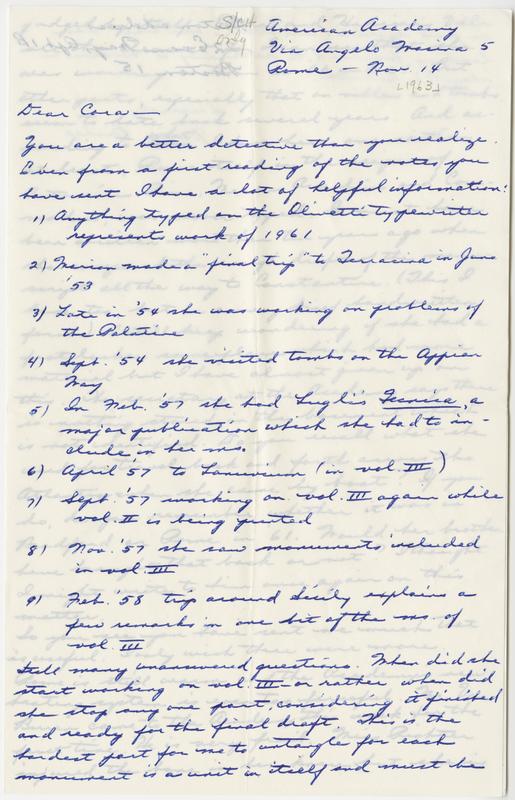 American Academy
Via Angelo Masina 5
Rome – Nov. 14
[1963]
Dear Cora —
You are a better detective than you realize.
Even from a first reading of the notes you
have sent I have a lot of helpful information:
1) Anything typed on the Olivetti typewriter
represents work of 1961
2) Marion made a "final trip" to Terracina in June
'53
3) Late in '54 she was working on problems of
the Palatine
4) Sept. '54 she visited tombs on the Appian
Way
5) In Feb. '57 she had Lugli's Tecnica, a
major publication which she had to in-
clude in her ms.
6) April '57 to Lanuvium (in vol. III)
7) Sept. '57 working on vol. III again while
vol. II is being printed
8) Nov. '57 she saw monuments included
in vol. III
9) Feb. '58 trip around Sicily explains a
few remarks in one bit of the ms. of
vol. III
Still many unanswered questions. When did she
start working on vol. III – or rather when did
she stop any one part, considering it finished
and ready for the final draft. This is the
hardest part for me to untangle for each
monument is a unit in itself and must be